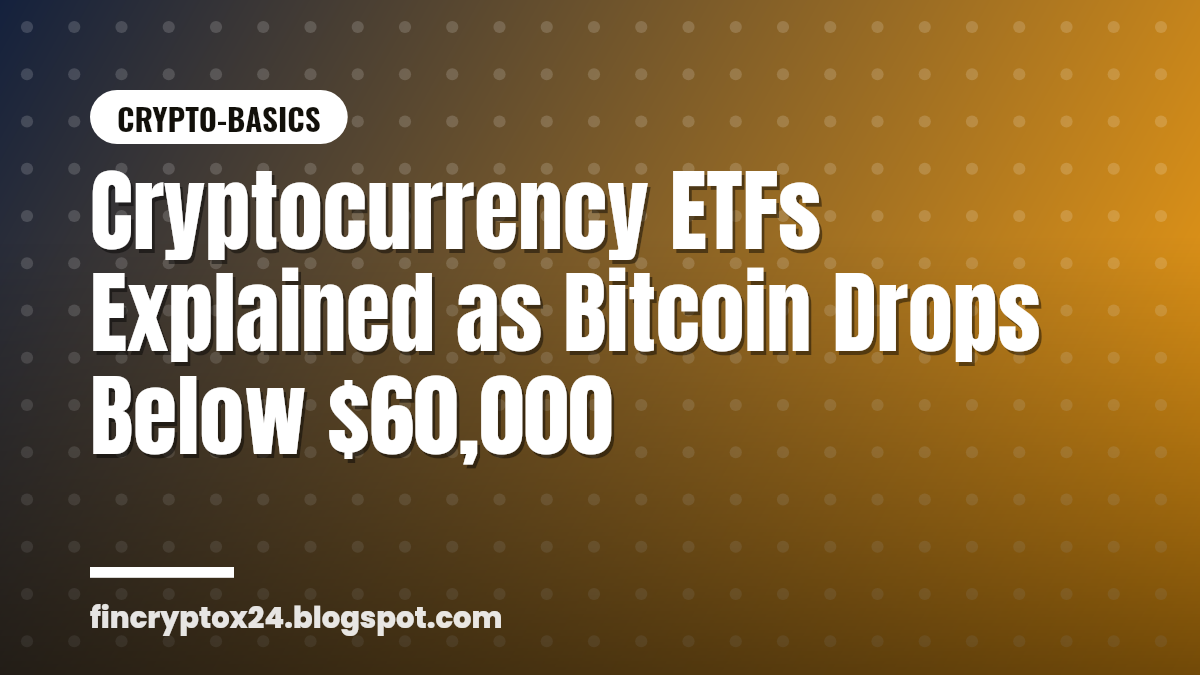 CRYPTO-BASICS
Cryptocurrency ETFs
Explained as Bitcoin Drops
Below $60,000
fincryptox24.blogspot.com